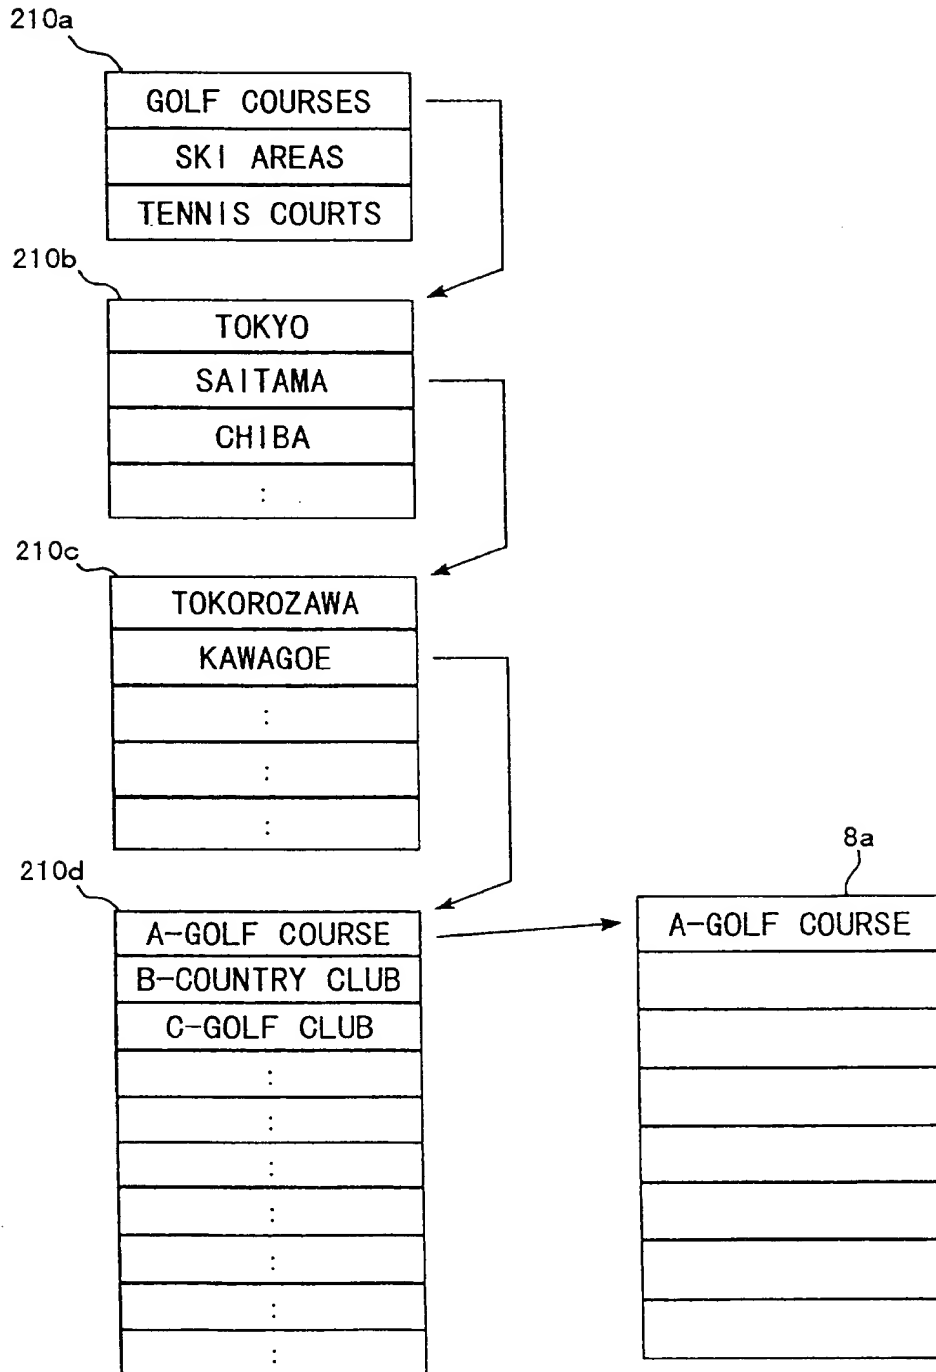 210a
GOLF COURSES
SKI AREAS
TENNIS COURTS
210b
TOKYO
SAITAMA
CHIBA
:
210c
TOKOROZAWA
KAWAGOE
:
:
:
210d
A-GOLF COURSE
B-COUNTRY CLUB
C-GOLF CLUB
:
:
:
:
:
:
:
8a
A-GOLF COURSE